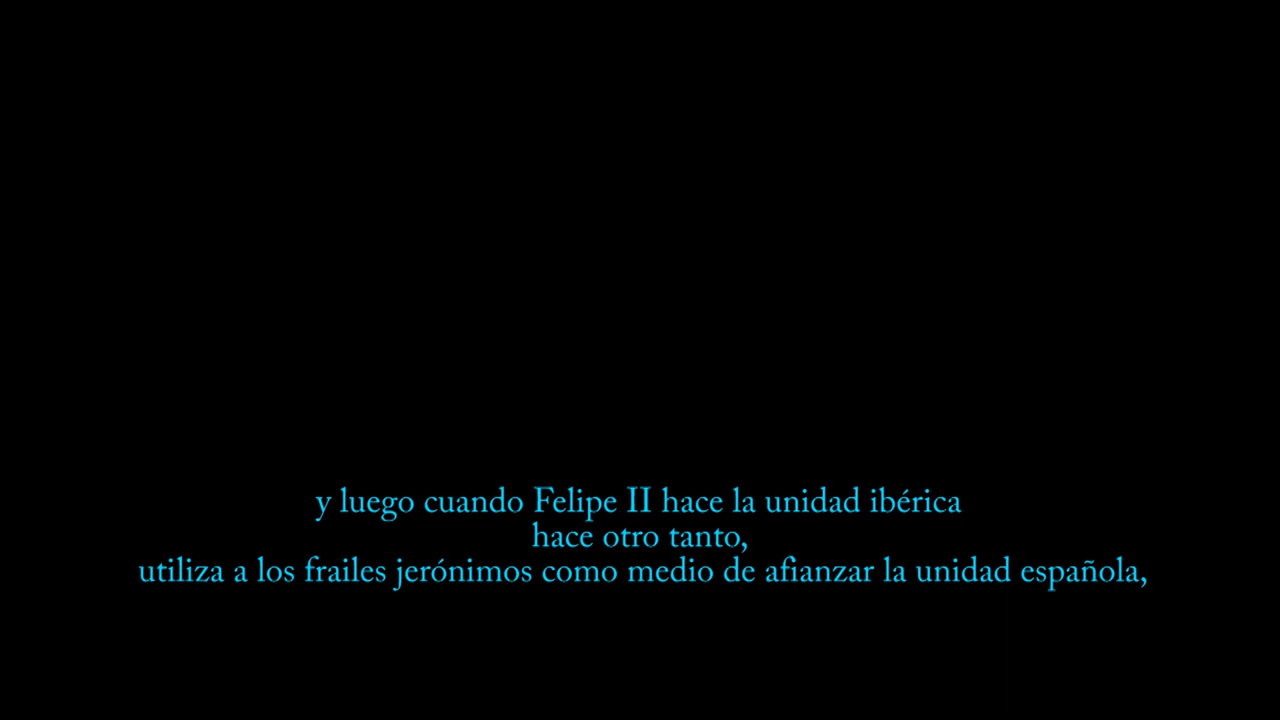 y luego cuando Felipe II hace la unidad ibérica
hace otro tanto,
utiliza a los frailes jerónimos como medio de afianzar la unidad española,